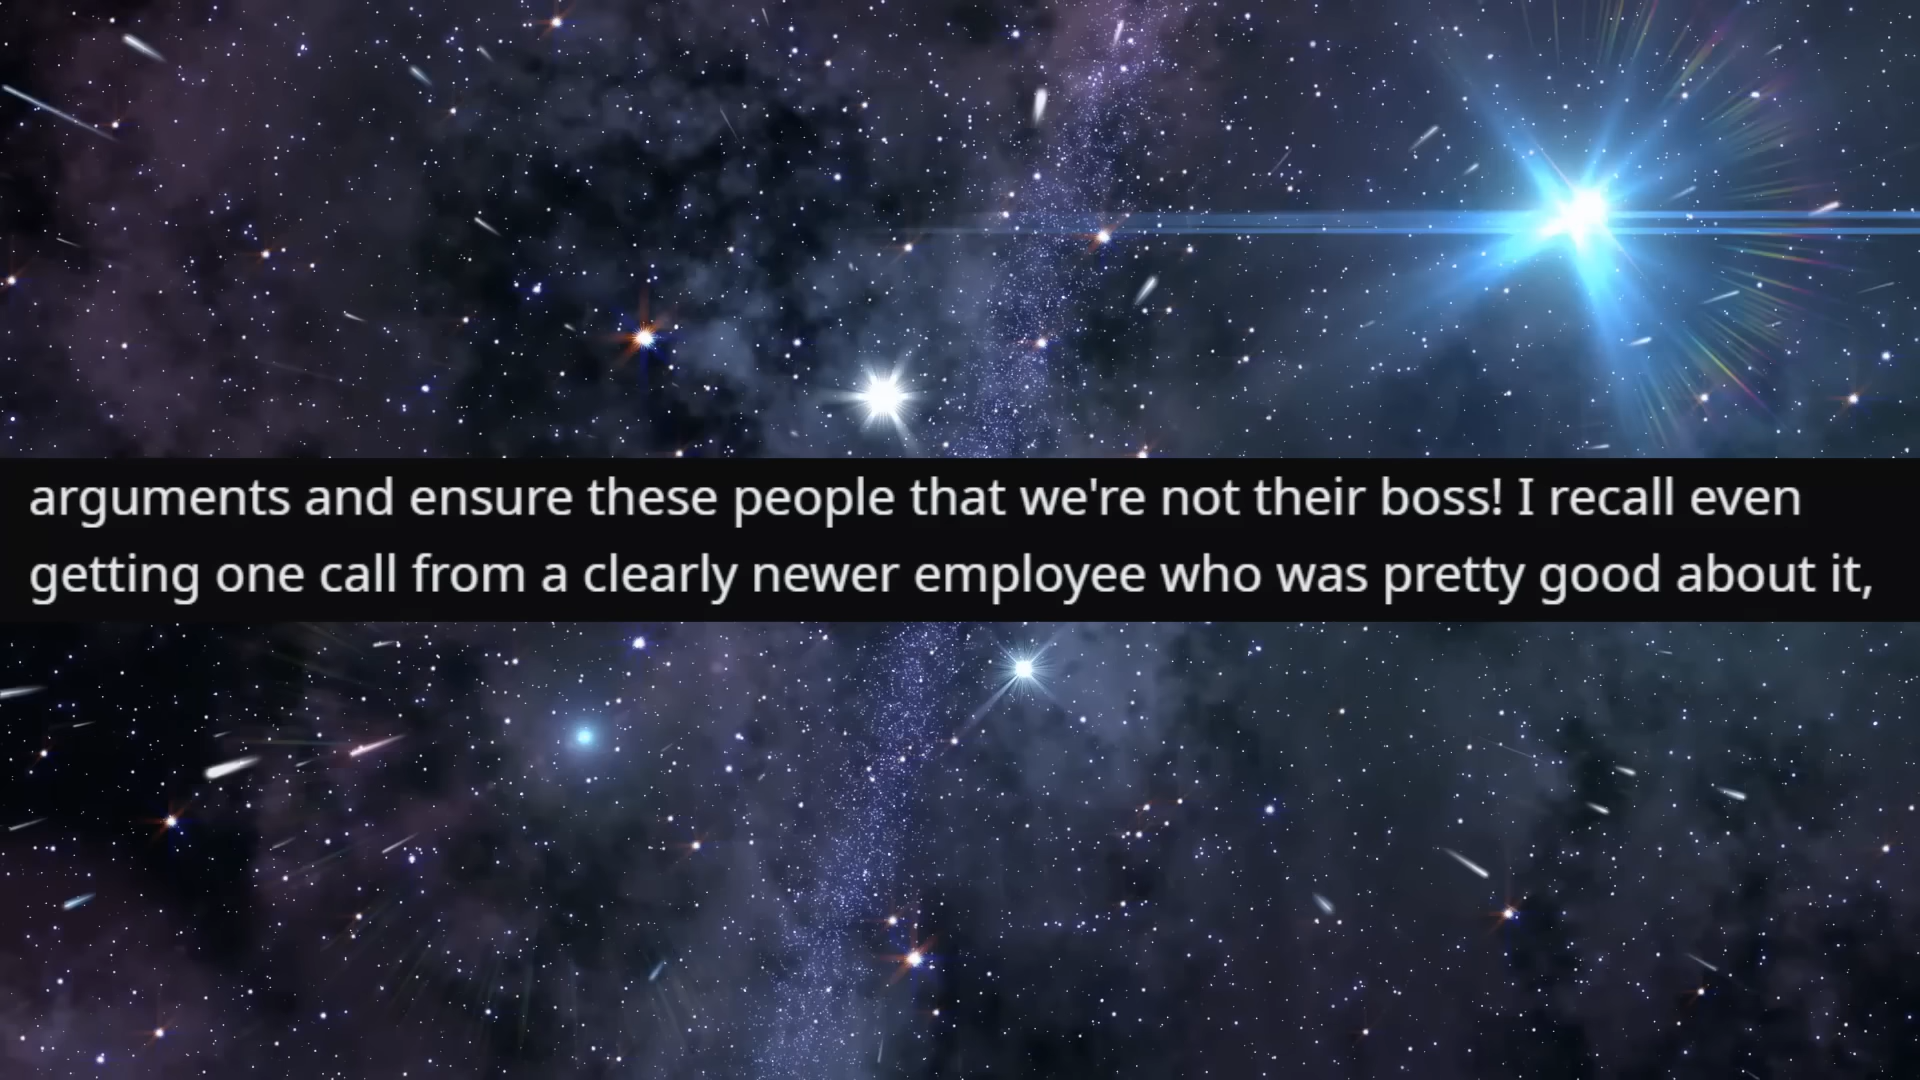 arguments and ensure these people that we're not their boss! I recall even
getting one call from a clearly newer employee who was pretty good about it,